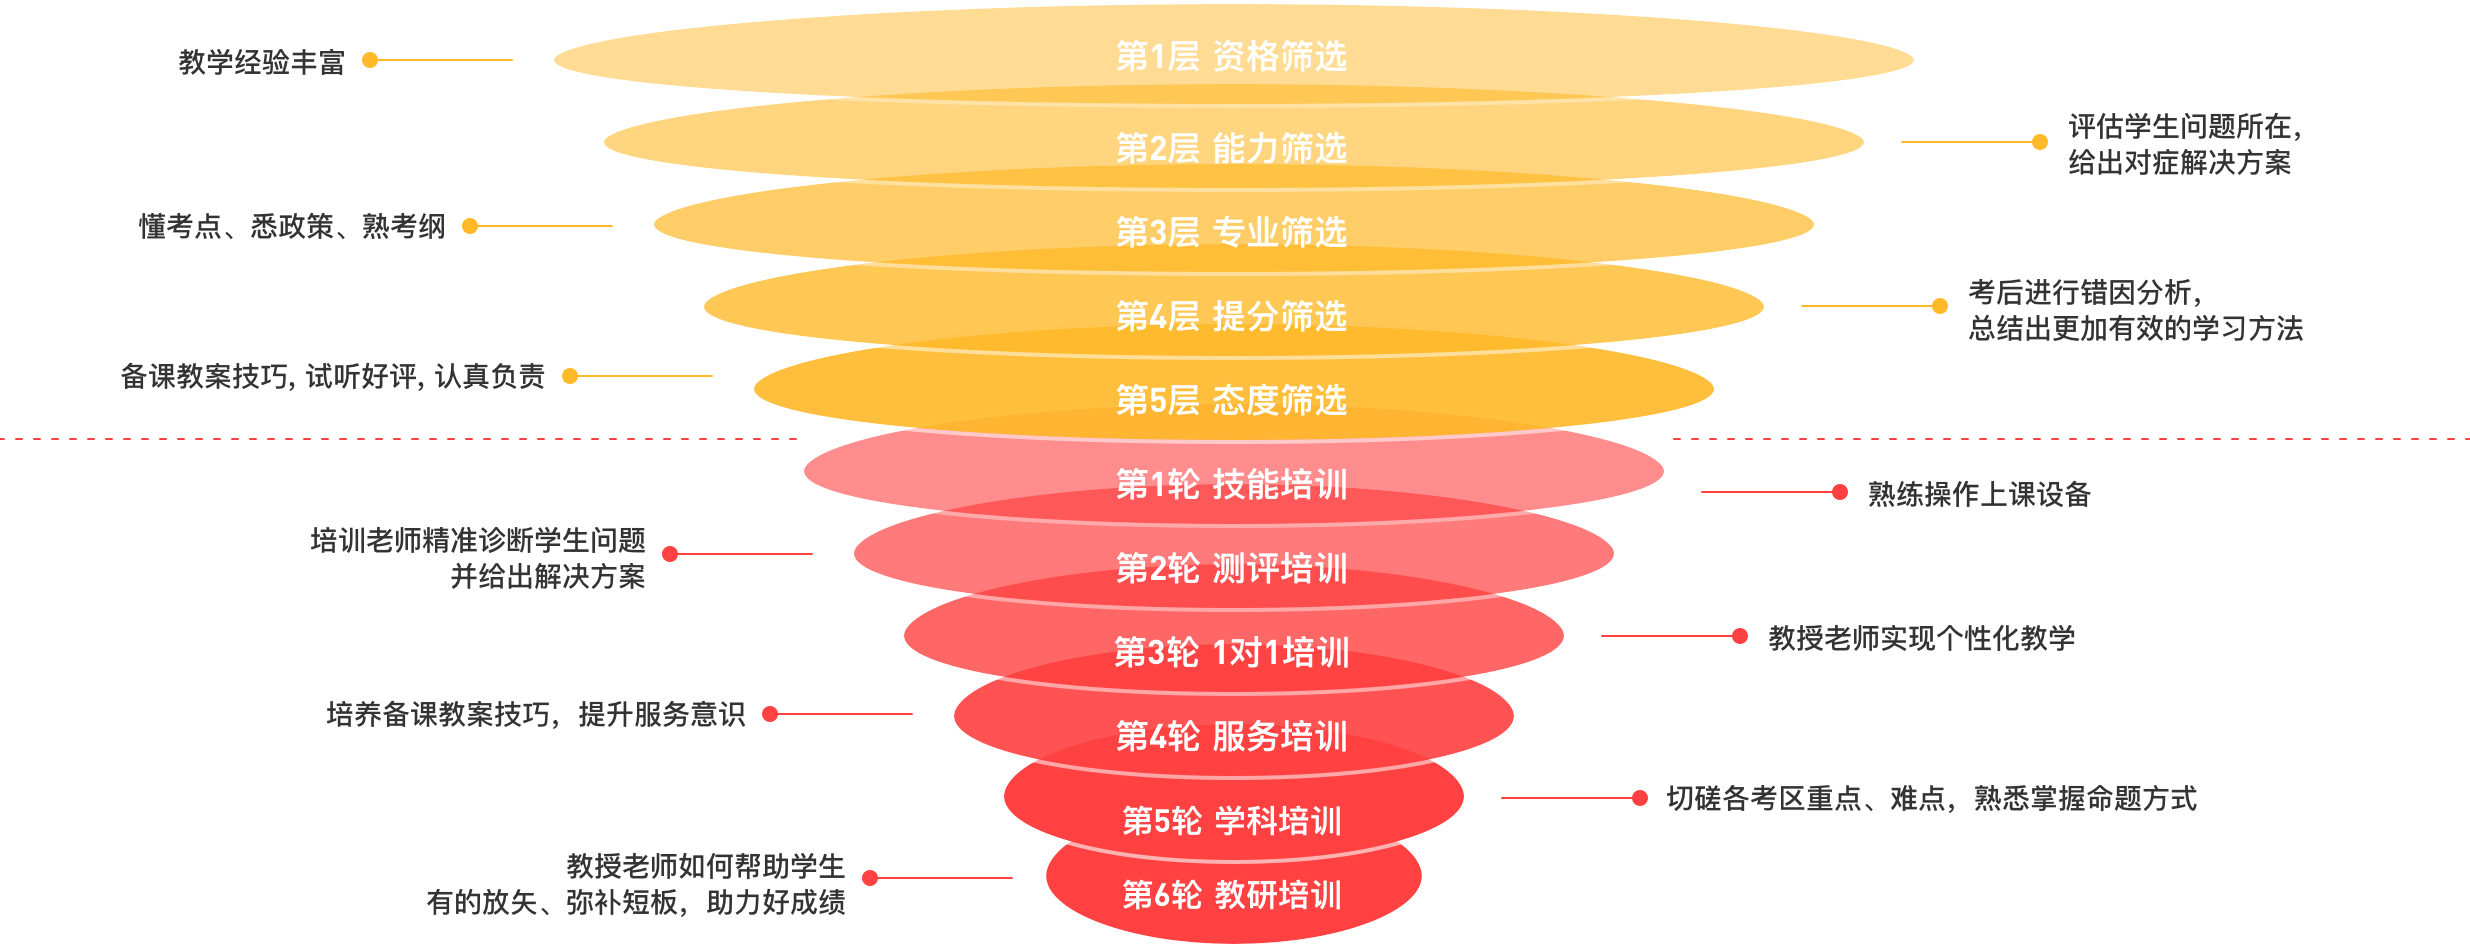 第1层 资格筛选
教学经验丰富
第2层 能力筛选
评估学生问题所在,
给出对症解决方案
第3层 专业筛选
懂考点、悉政策、熟考纲
第4层 提分筛选
考后进行错因分析,
总结出更加有效的学习方法
第5层 态度筛选
备课教案技巧, 试听好评, 认真负责
第1轮 技能培训
熟练操作上课设备
第2轮 测评培训
培训老师精准诊断学生问题
并给出解决方案
第3轮 1对1培训
教授老师实现个性化教学
第4轮 服务培训
培养备课教案技巧，提升服务意识
第5轮 学科培训
切磋各考区重点、难点，熟悉掌握命题方式
第6轮 教研培训
教授老师如何帮助学生
有的放矢、弥补短板，助力好成绩